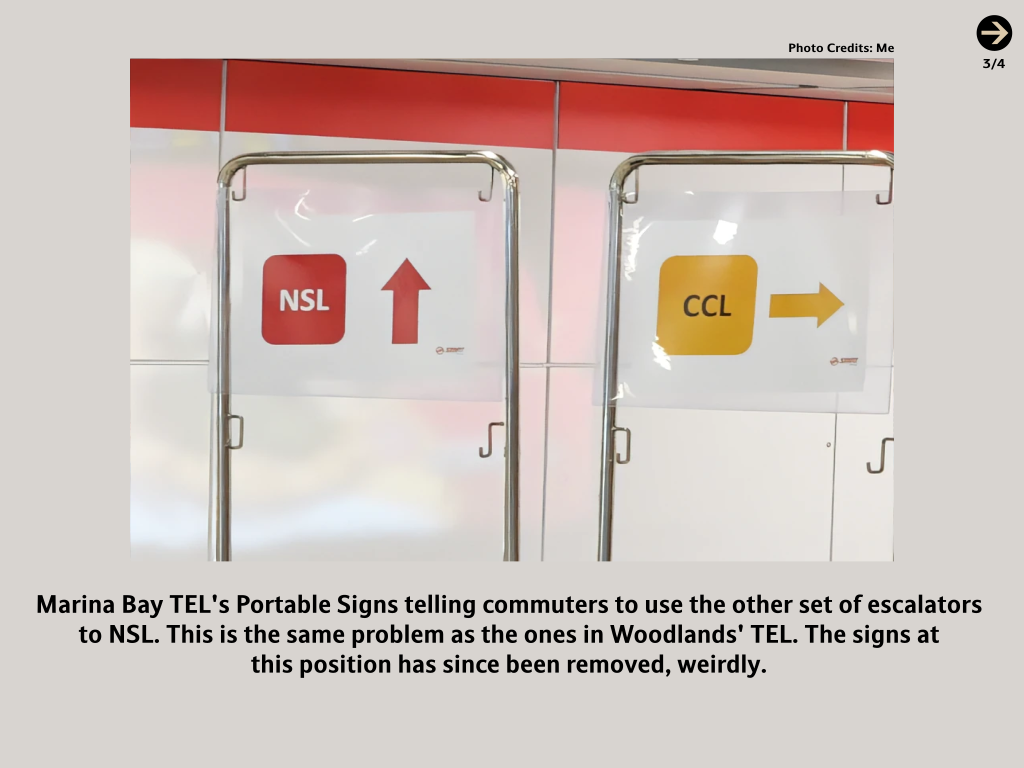 Photo Credits: Me
3/4
NSL
CCL
Marina Bay TEL's Portable Signs telling commuters to use the other set of escalators
to NSL. This is the same problem as the ones in Woodlands' TEL. The signs at
this position has since been removed, weirdly.